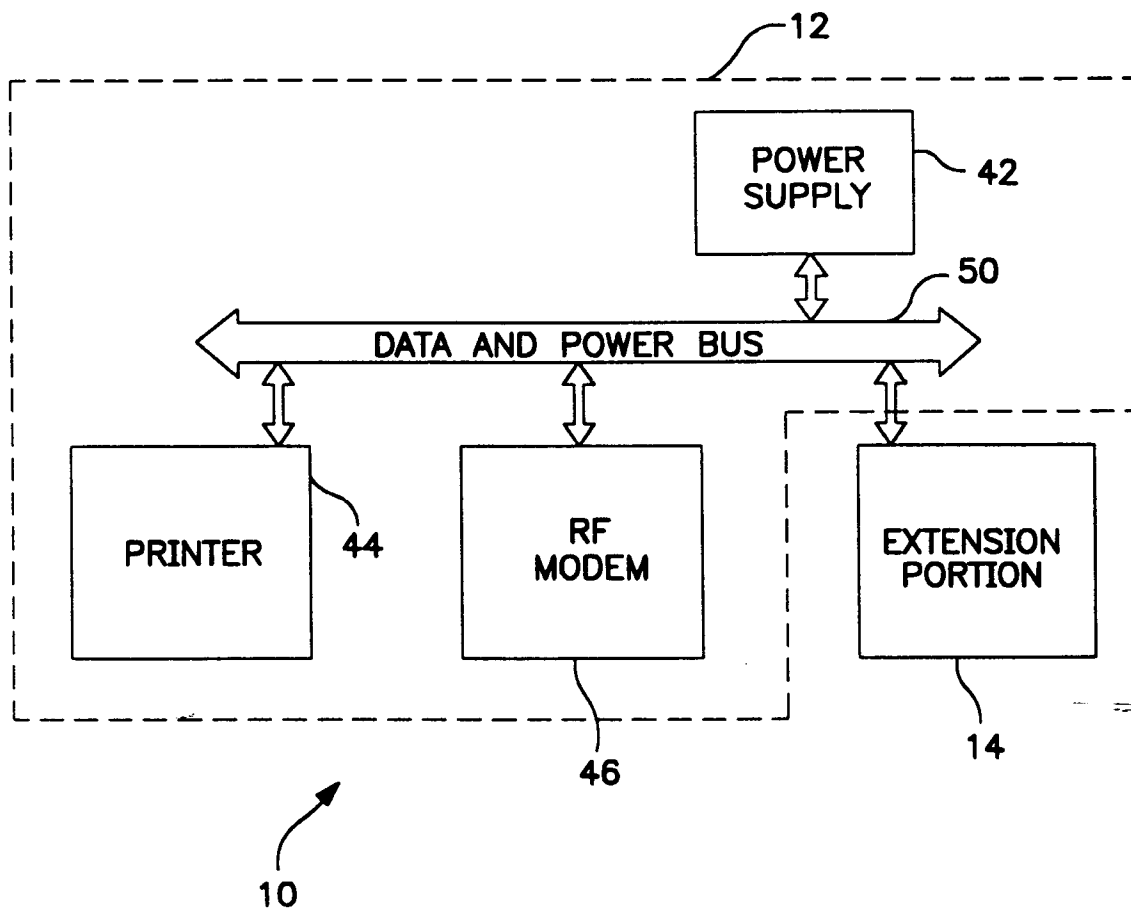 12
POWER
SUPPLY
42
50
DATA AND POWER BUS
PRINTER
44
RF
MODEM
EXTENSION
PORTION
46
14
10